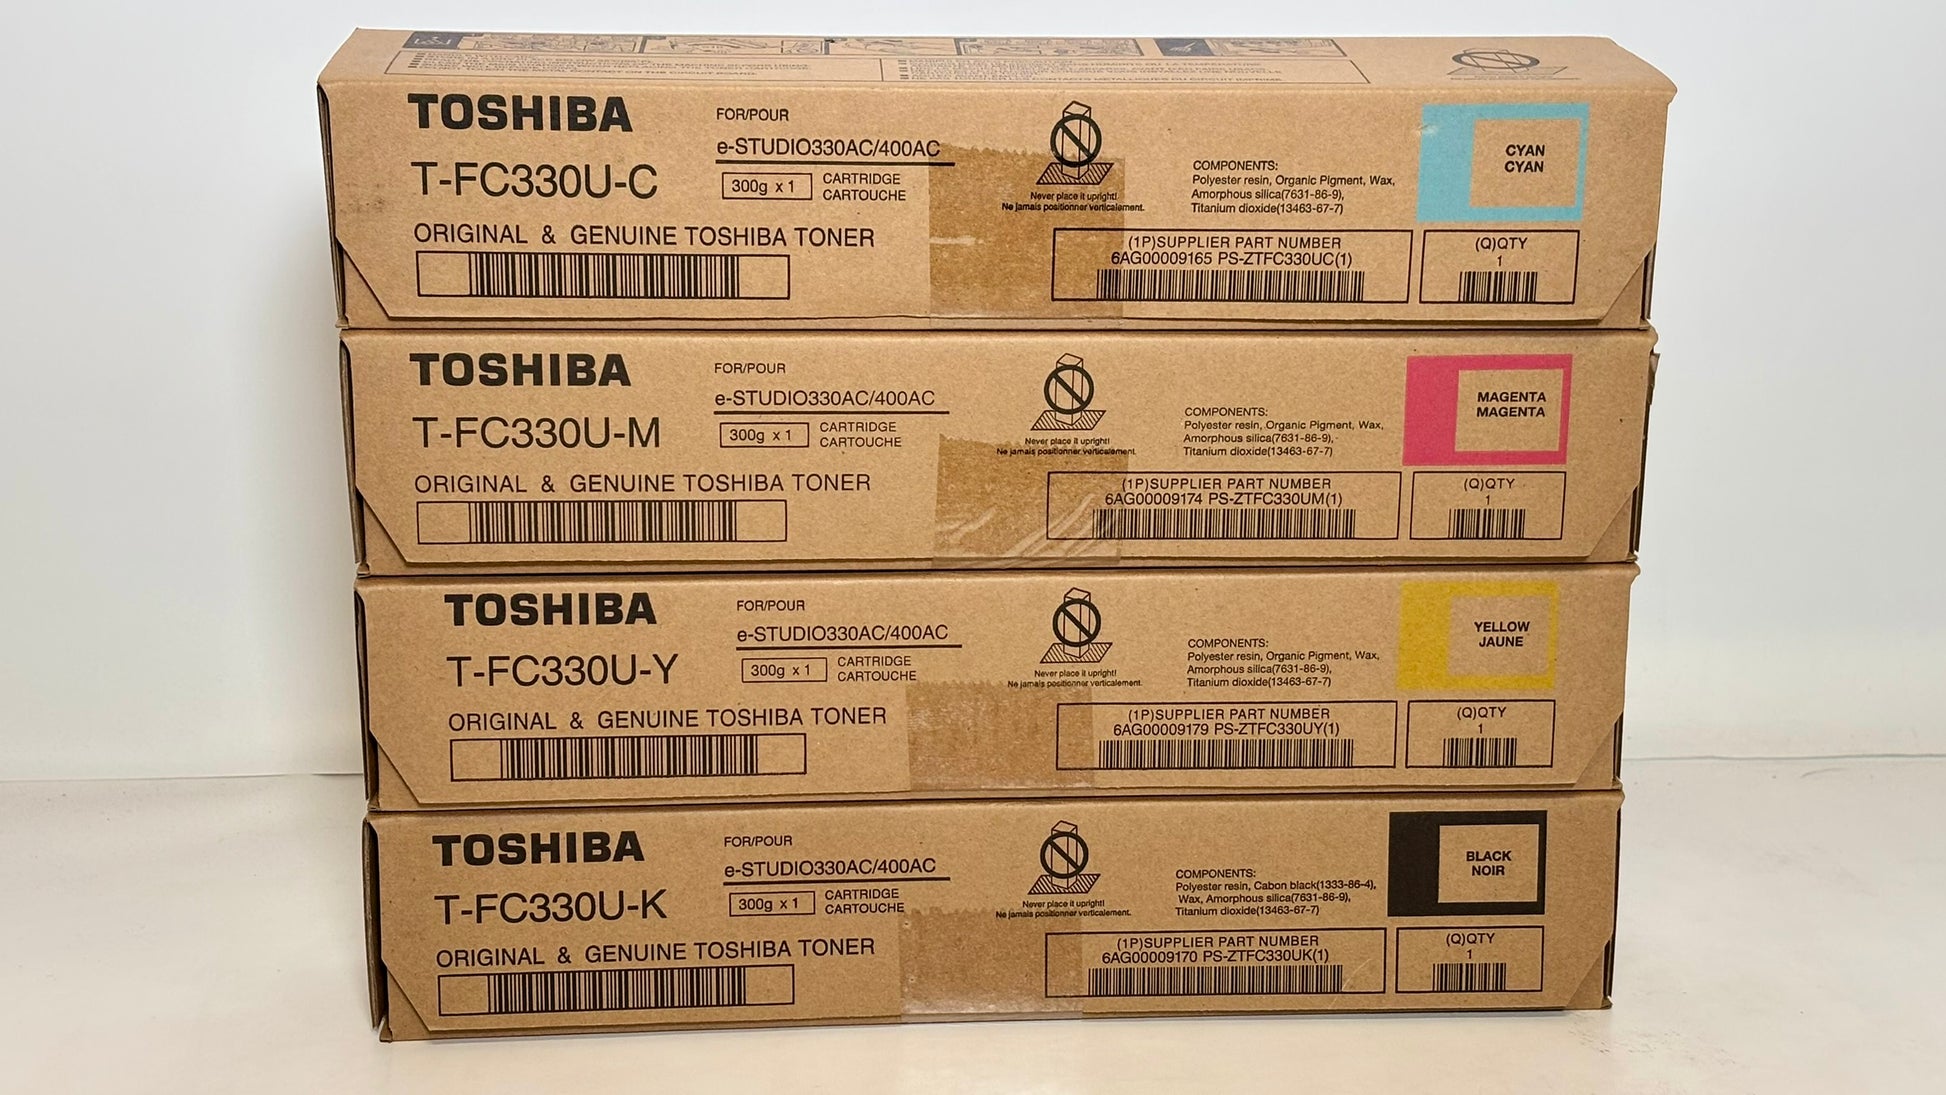 TOSHIBA
T-FC330U-C
ORIGINAL & GENUINE TOSHIBA TONER
FOR/POUR
e-STUDIO330AC/400AC
300g x 1
CARTRIDGE
CARTOUCHE
Never place it upright!
Ne jamais positionner verticalement.
COMPONENTS:
Polyester resin, Organic Pigment, Wax,
Amorphous silica(7631-86-9),
Titanium dioxide(13463-67-7)
CYAN
CYAN
(1P)SUPPLIER PART NUMBER
6AG00009165 PS-ZTFC330UC(1)
(Q)QTY
1
TOSHIBA
T-FC330U-M
ORIGINAL & GENUINE TOSHIBA TONER
FOR/POUR
e-STUDIO330AC/400AC
300g x 1
CARTRIDGE
CARTOUCHE
Never place it upright!
Ne jamais positionner verticalement.
COMPONENTS:
Polyester resin, Organic Pigment, Wax,
Amorphous silica(7631-86-9),
Titanium dioxide(13463-67-7)
MAGENTA
MAGENTA
(1P)SUPPLIER PART NUMBER
6AG00009174 PS-ZTFC330UM(1)
(Q)QTY
1
TOSHIBA
T-FC330U-Y
ORIGINAL & GENUINE TOSHIBA TONER
FOR/POUR
e-STUDIO330AC/400AC
300g x 1
CARTRIDGE
CARTOUCHE
Never place it upright!
Ne jamais positionner verticalement.
COMPONENTS:
Polyester resin, Organic Pigment, Wax,
Amorphous silica(7631-86-9),
Titanium dioxide(13463-67-7)
YELLOW
JAUNE
(1P)SUPPLIER PART NUMBER
6AG00009179 PS-ZTFC330UY(1)
(Q)QTY
1
TOSHIBA
T-FC330U-K
ORIGINAL & GENUINE TOSHIBA TONER
FOR/POUR
e-STUDIO330AC/400AC
300g x 1
CARTRIDGE
CARTOUCHE
Never place it upright!
Ne jamais positionner verticalement.
COMPONENTS:
Polyester resin, Cabon black(1333-86-4),
Wax, Amorphous silica(7631-86-9),
Titanium dioxide(13463-67-7)
BLACK
NOIR
(1P)SUPPLIER PART NUMBER
6AG00009170 PS-ZTFC330UK(1)
(Q)QTY
1